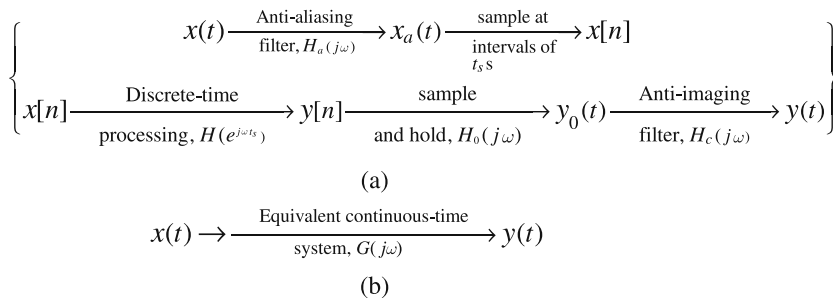 Anti-aliasing sample at
x(t) x_a(t) x[n]
filter, H_a(jω) intervals of
t_s s
Discrete-time sample Anti-imaging
x[n] y[n] y_0(t) y(t)
processing, H(e^{jωt_s}) and hold, H_0(jω) filter, H_c(jω)
(a)
Equivalent continuous-time
x(t) → y(t)
system, G(jω)
(b)